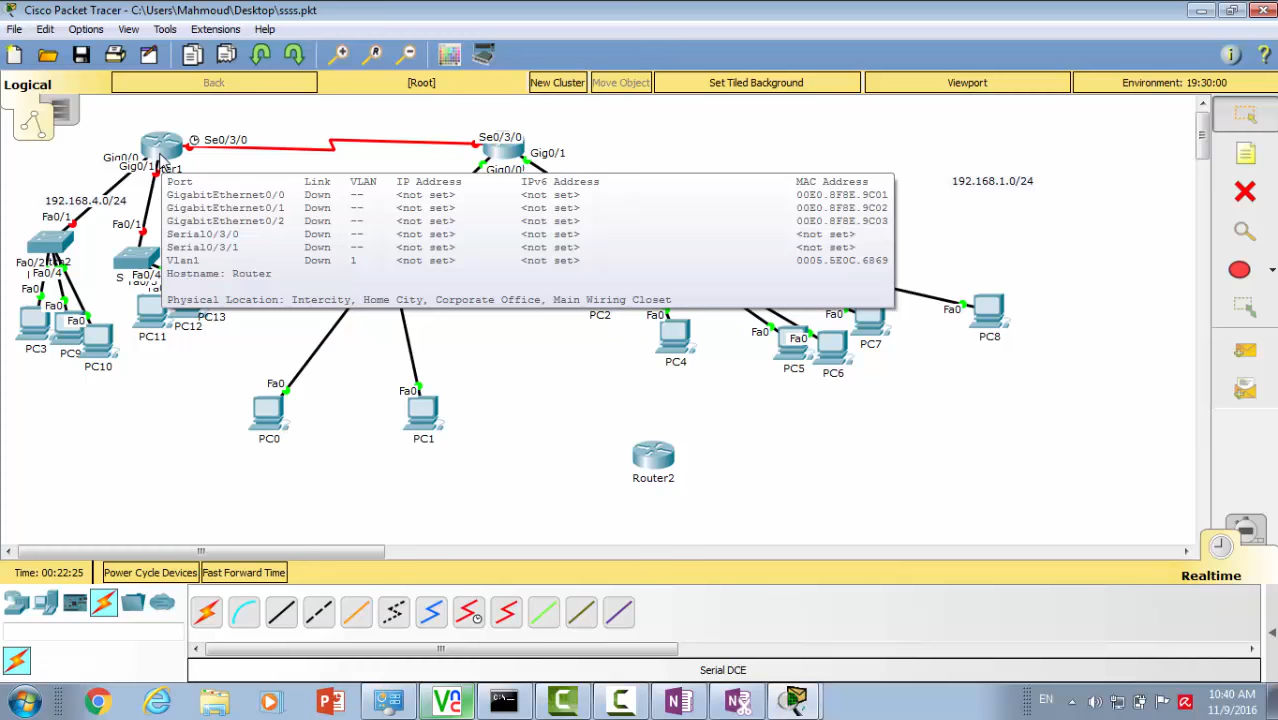 Cisco Packet Tracer - C:\Users\Mahmoud\Desktop\ssss.pkt
File Edit Options View Tools Extensions Help
Logical Back [Root] New Cluster Move Object Set Tiled Background Viewport Environment: 19:30:00
Se0/3/0 Se0/3/0
Gig0/0 Gig0/1
Gig0/1 Gig0/0
192.168.1.0/24
Port Link VLAN IP Address IPv6 Address MAC Address
GigabitEthernet0/0 Down -- <not set> <not set> 00E0.8F8E.9C01
GigabitEthernet0/1 Down -- <not set> <not set> 00E0.8F8E.9C02
GigabitEthernet0/2 Down -- <not set> <not set> 00E0.8F8E.9C03
Serial0/3/0 Down -- <not set> <not set> <not set>
Serial0/3/1 Down -- <not set> <not set> <not set>
Vlan1 Down 1 <not set> <not set> 0005.5E0C.6869
Hostname: Router
Physical Location: Intercity, Home City, Corporate Office, Main Wiring Closet
192.168.4.0/24
Fa0/1 Fa0/1
Fa0/4 Fa0/4
Fa0 Fa0
PC3 PC9 PC10 PC11 PC12 PC13
PC2
Fa0 PC4
Fa0 Fa0 Fa0 Fa0
PC5 PC6 PC7 PC8
Fa0 Fa0
PC0 PC1
Router2
Time: 00:22:25 Power Cycle Devices Fast Forward Time Realtime
Serial DCE
EN 10:40 AM
11/9/2016